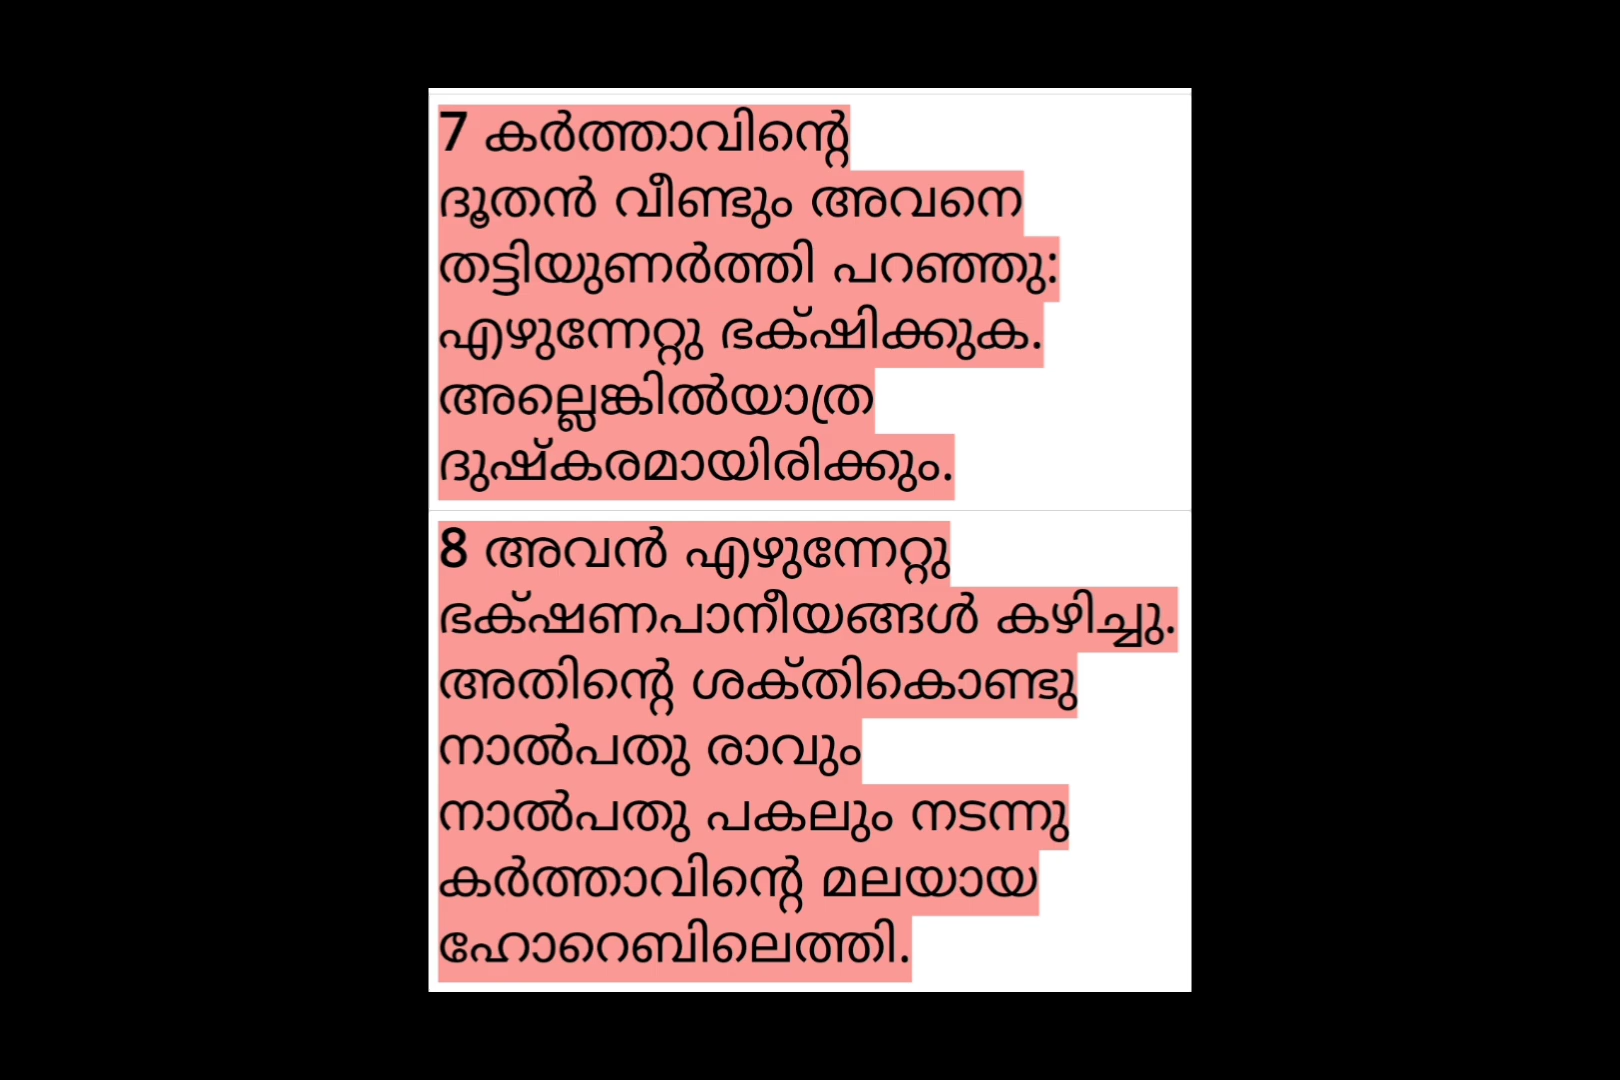 7 കർത്താവിന്റെ
ദൂതൻ വീണ്ടും അവനെ
തട്ടിയുണർത്തി പറഞ്ഞു:
എഴുന്നേറ്റു ഭക്‌ഷിക്കുക.
അല്ലെങ്കിൽയാത്ര
ദുഷ്കരമായിരിക്കും.
8 അവൻ എഴുന്നേറ്റു
ഭക്‌ഷണപാനീയങ്ങൾ കഴിച്ചു.
അതിന്റെ ശക്‌തികൊണ്ടു
നാൽപതു രാവും
നാൽപതു പകലും നടന്നു
കർത്താവിന്റെ മലയായ
ഹോറെബിലെത്തി.